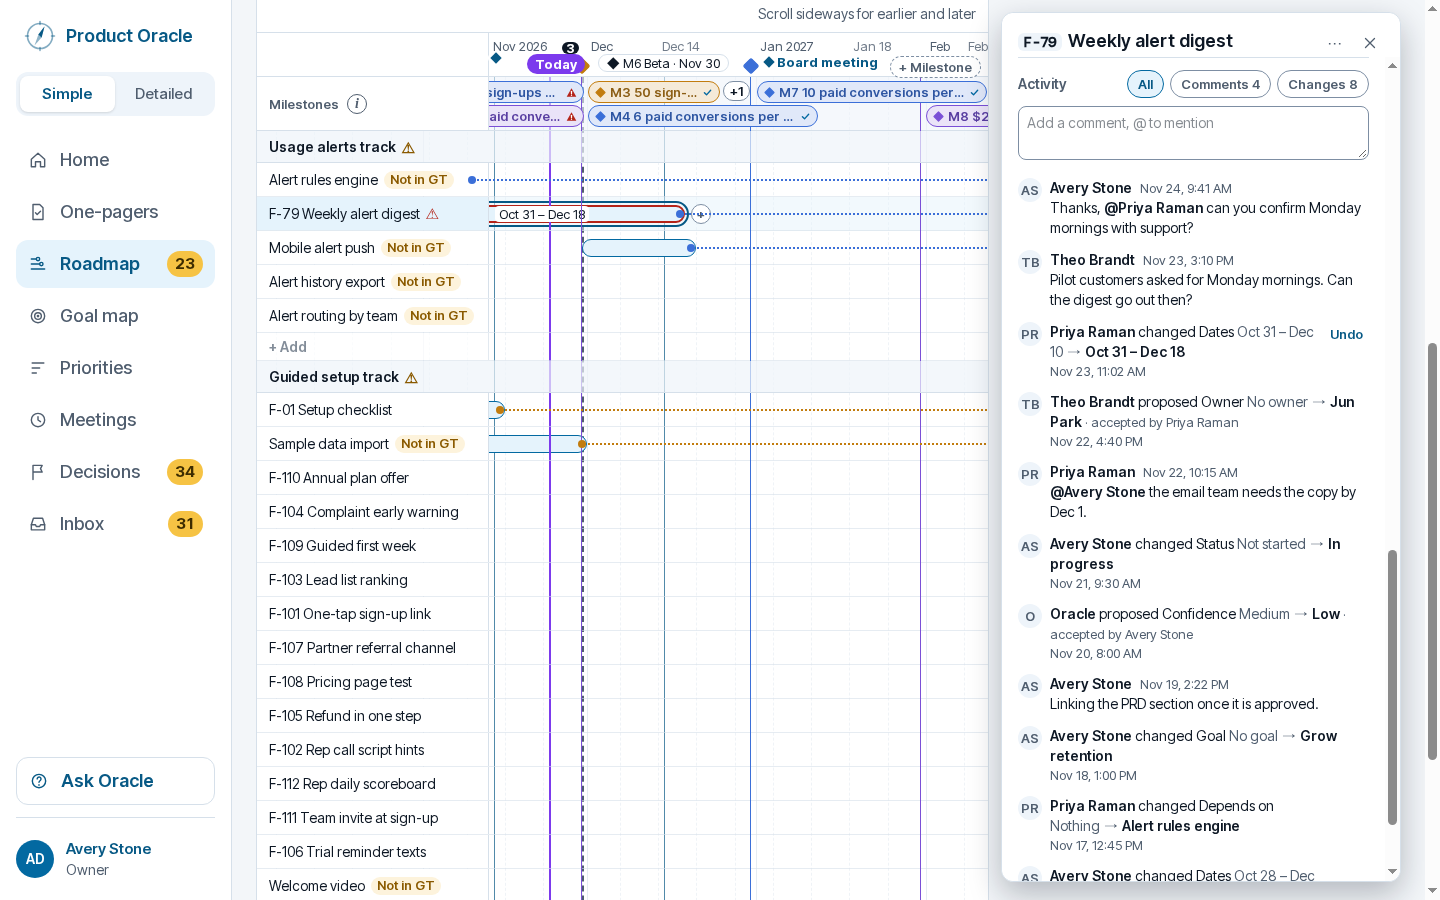 Product Oracle
Simple
Detailed
Home
One-pagers
Roadmap
23
Goal map
Priorities
Meetings
Decisions
34
Inbox
31
Ask Oracle
AD
Avery Stone
Owner
Scroll sideways for earlier and later
Nov 2026
3
Dec
Dec 14
Jan 2027
Jan 18
Feb
Feb
Today
M6 Beta · Nov 30
Board meeting
+ Milestone
Milestones
i
sign-ups ...
M3 50 sign-...
+1
M7 10 paid conversions per...
aid conve...
M4 6 paid conversions per ...
M8 $2
Usage alerts track
Alert rules engine
Not in GT
F-79 Weekly alert digest
Oct 31 – Dec 18
+
Mobile alert push
Not in GT
Alert history export
Not in GT
Alert routing by team
Not in GT
+ Add
Guided setup track
F-01 Setup checklist
Sample data import
Not in GT
F-110 Annual plan offer
F-104 Complaint early warning
F-109 Guided first week
F-103 Lead list ranking
F-101 One-tap sign-up link
F-107 Partner referral channel
F-108 Pricing page test
F-105 Refund in one step
F-102 Rep call script hints
F-112 Rep daily scoreboard
F-111 Team invite at sign-up
F-106 Trial reminder texts
Welcome video
Not in GT
F-79 Weekly alert digest
Activity
All
Comments 4
Changes 8
Add a comment, @ to mention
AS
Avery Stone Nov 24, 9:41 AM
Thanks, @Priya Raman can you confirm Monday
mornings with support?
TB
Theo Brandt Nov 23, 3:10 PM
Pilot customers asked for Monday mornings. Can
the digest go out then?
PR
Priya Raman changed Dates Oct 31 – Dec
10 → Oct 31 – Dec 18
Undo
Nov 23, 11:02 AM
TB
Theo Brandt proposed Owner No owner → Jun
Park · accepted by Priya Raman
Nov 22, 4:40 PM
PR
Priya Raman Nov 22, 10:15 AM
@Avery Stone the email team needs the copy by
Dec 1.
AS
Avery Stone changed Status Not started → In
progress
Nov 21, 9:30 AM
O
Oracle proposed Confidence Medium → Low ·
accepted by Avery Stone
Nov 20, 8:00 AM
AS
Avery Stone Nov 19, 2:22 PM
Linking the PRD section once it is approved.
AS
Avery Stone changed Goal No goal → Grow
retention
Nov 18, 1:00 PM
PR
Priya Raman changed Depends on
Nothing → Alert rules engine
Nov 17, 12:45 PM
AS
Avery Stone changed Dates Oct 28 – Dec